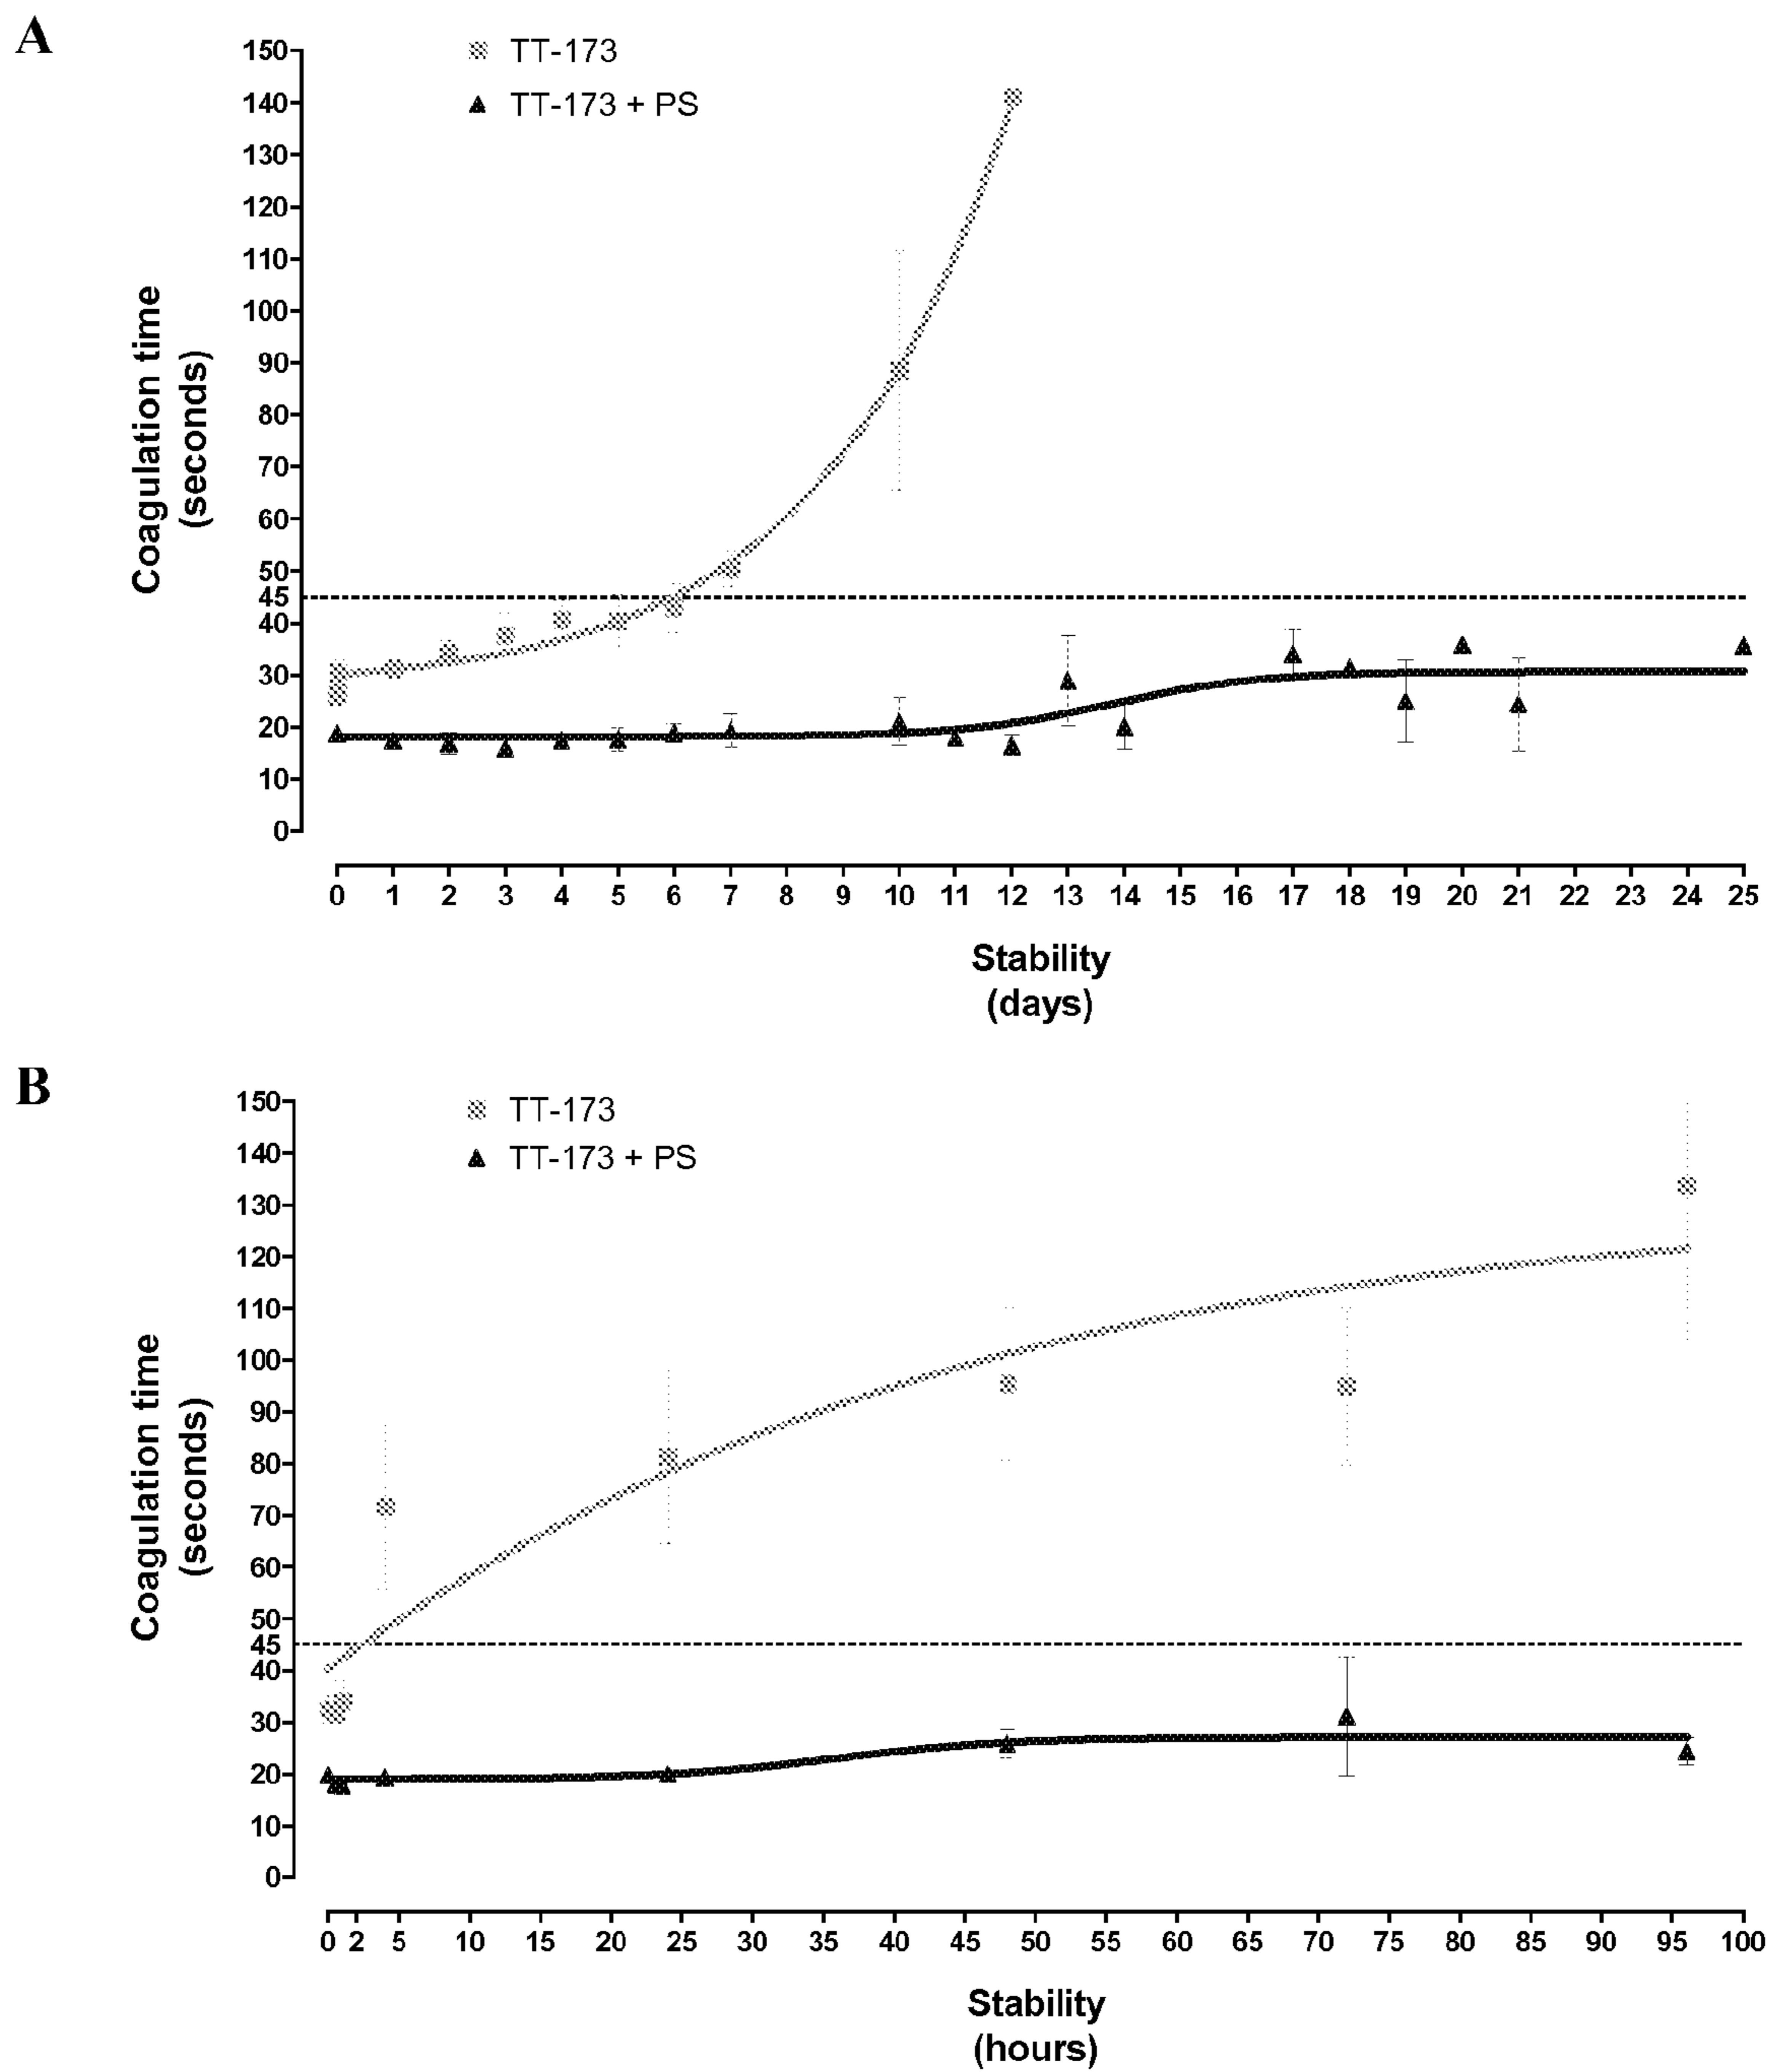 A
TT-173
TT-173 + PS
150
140
130
120
110
100
90
80
70
60
50
45
40
30
20
10
0
Coagulation time
(seconds)
0 1 2 3 4 5 6 7 8 9 10 11 12 13 14 15 16 17 18 19 20 21 22 23 24 25
Stability
(days)
B
TT-173
TT-173 + PS
150
140
130
120
110
100
90
80
70
60
50
45
40
30
20
10
0
Coagulation time
(seconds)
0 2 5 10 15 20 25 30 35 40 45 50 55 60 65 70 75 80 85 90 95 100
Stability
(hours)